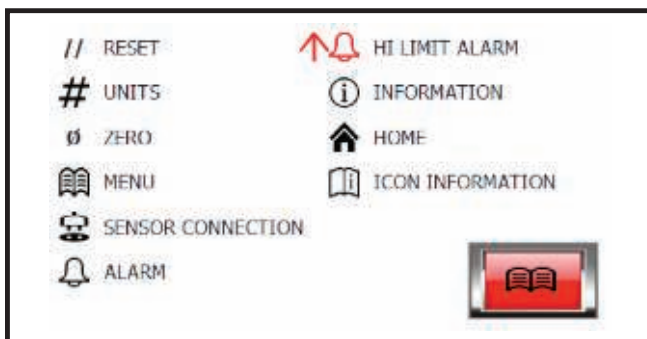 // RESET
# UNITS
Ø ZERO
MENU
SENSOR CONNECTION
ALARM
HI LIMIT ALARM
i INFORMATION
HOME
i ICON INFORMATION